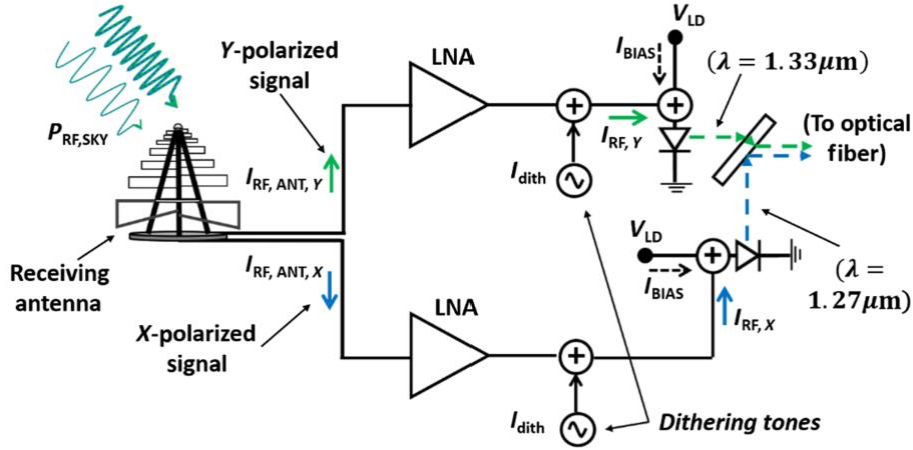 Y-polarized
signal
LNA
V_LD
I_BIAS
(λ = 1.33μm)
P_RF,SKY
I_RF, ANT, Y
I_dith
I_RF, Y
(To optical
fiber)
Receiving
antenna
I_RF, ANT, X
V_LD
I_BIAS
(λ =
1.27μm)
I_RF, X
X-polarized
signal
LNA
I_dith
Dithering tones